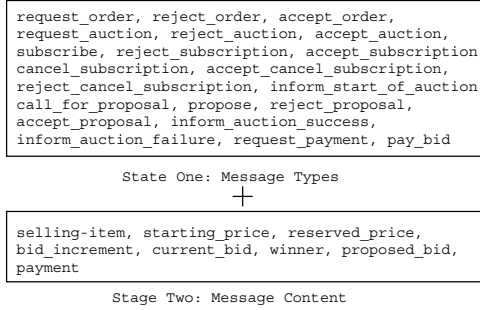 request_order, reject_order, accept_order,
request_auction, reject_auction, accept_auction,
subscribe, reject_subscription, accept_subscription
cancel_subscription, accept_cancel_subscription,
reject_cancel_subscription, inform_start_of_auction
call_for_proposal, propose, reject_proposal,
accept_proposal, inform_auction_success,
inform_auction_failure, request_payment, pay_bid
State One: Message Types
+
selling-item, starting_price, reserved_price,
bid_increment, current_bid, winner, proposed_bid,
payment
Stage Two: Message Content